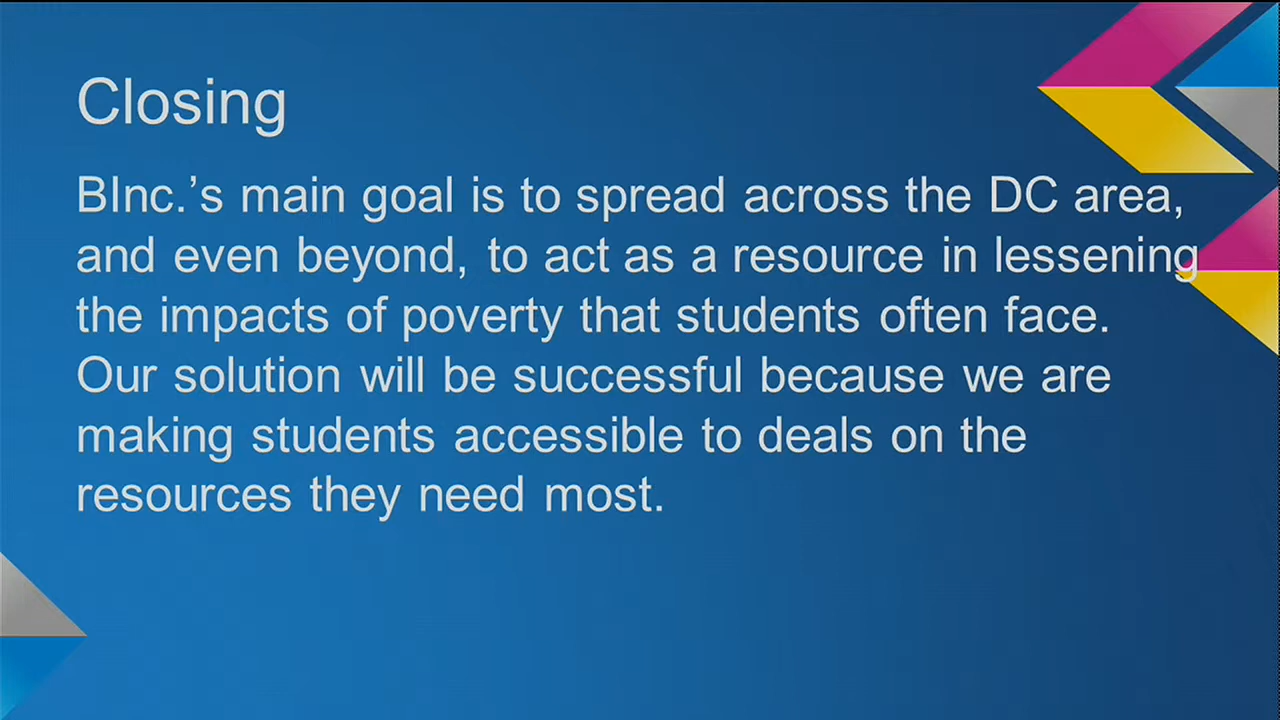 Closing
BInc.’s main goal is to spread across the DC area,
and even beyond, to act as a resource in lessening
the impacts of poverty that students often face.
Our solution will be successful because we are
making students accessible to deals on the
resources they need most.